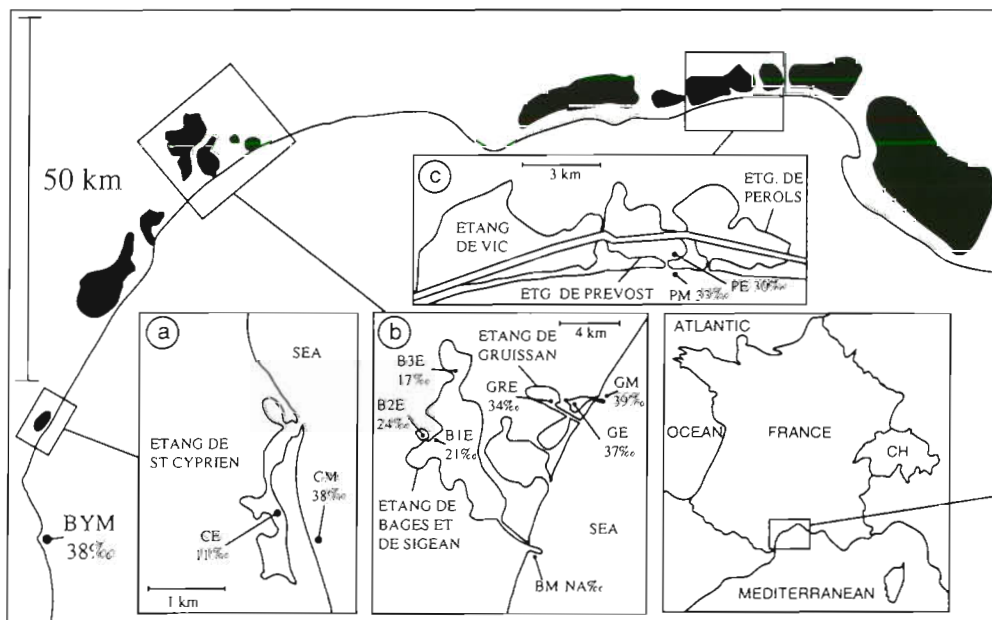 50 km
BYM
38‰
c
3 km
ETANG
DE VIC
ETG. DE
PEROLS
ETG. DE PREVOST
PE 30‰
PM
a
SEA
ETANG DE
ST CYPRIEN
38‰
CE
11‰
1 km
b
4 km
ETANG DE
GRUISSAN
B3E
17‰
B2E
24‰
B1E
21‰
GRE
34‰
GM
39‰
GE
37‰
ETANG DE
BAGES ET
DE SIGEAN
SEA
BM NA‰
ATLANTIC
OCEAN
FRANCE
CH
MEDITERRANEAN